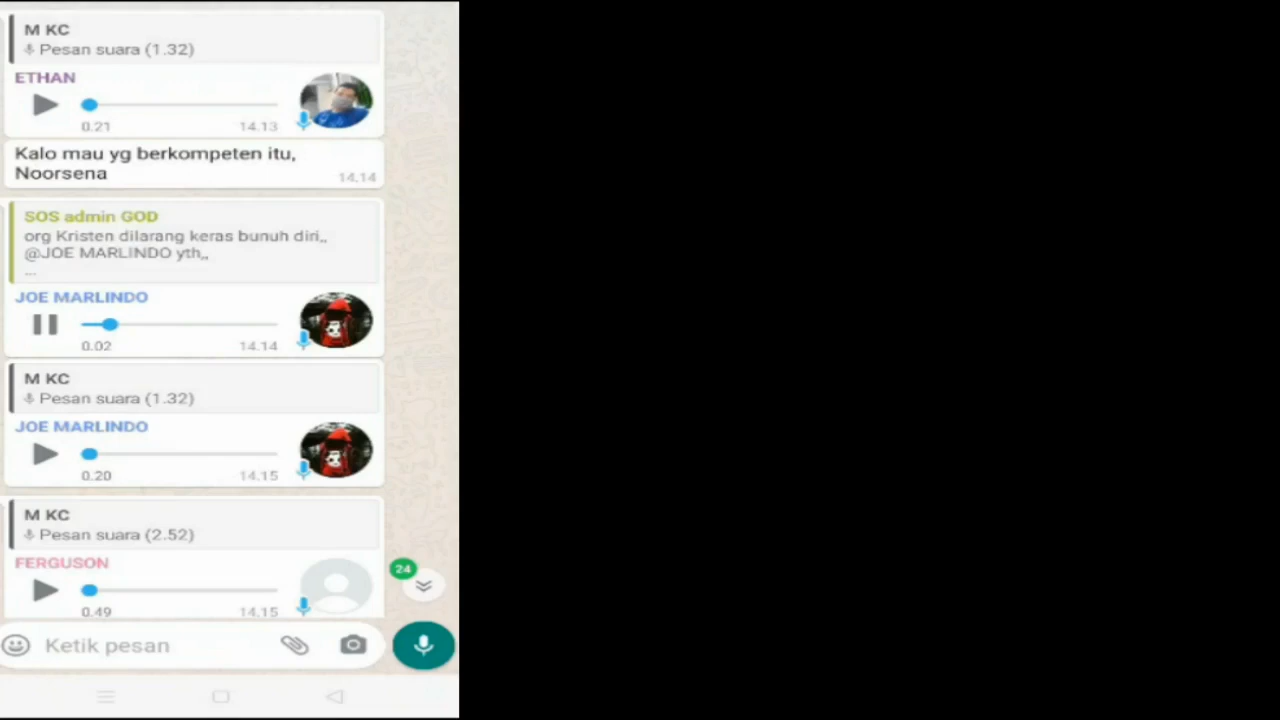 M KC
Pesan suara (1.32)
ETHAN
0.21 14.13
Kalo mau yg berkompeten itu,
Noorsena 14.14
SOS admin GOD
org Kristen dilarang keras bunuh diri,,
@JOE MARLINDO yth,,
...
JOE MARLINDO
0.02 14.14
M KC
Pesan suara (1.32)
JOE MARLINDO
0.20 14.15
M KC
Pesan suara (2.52)
FERGUSON
24
0.49 14.15
Ketik pesan